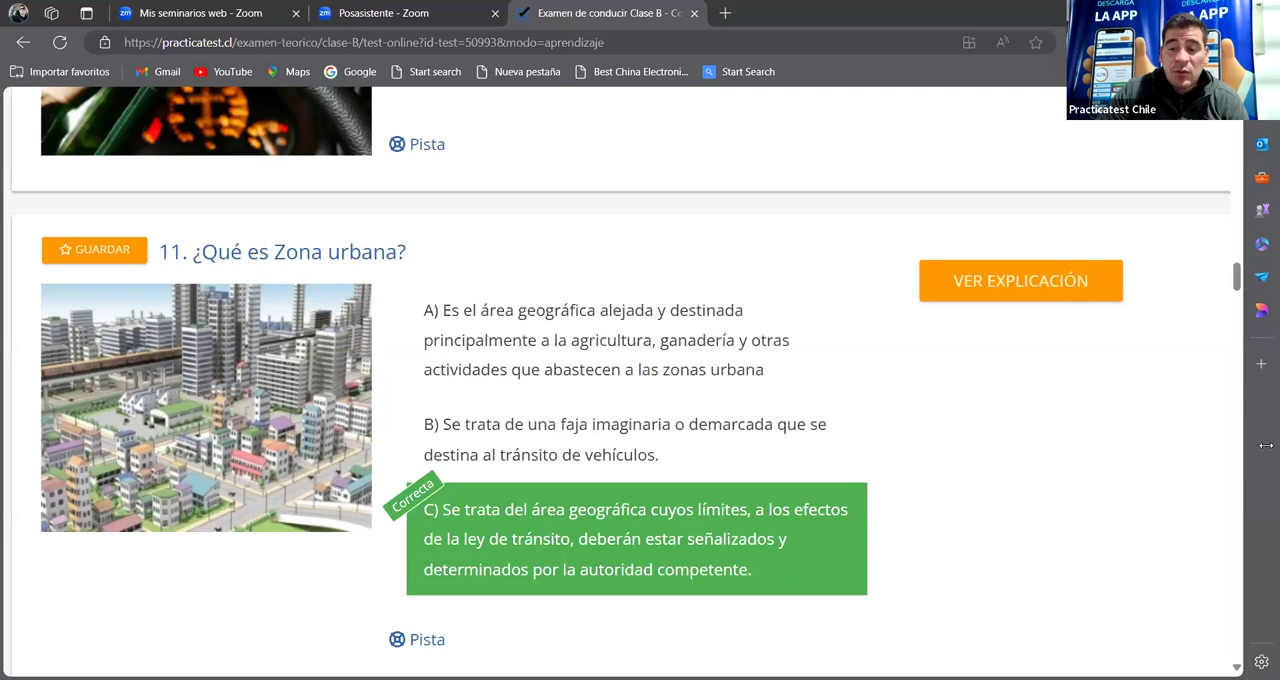 Mis seminarios web - Zoom
Posasistente - Zoom
Examen de conducir Clase B - Co
https://practicatest.cl/examen-teorico/clase-B/test-online?id-test=50993&modo=aprendizaje
Importar favoritos
Gmail
YouTube
Maps
Google
Start search
Nueva pestaña
Best China Electroni...
Start Search
DESCARGA
LA APP
Practicatest Chile
Pista
GUARDAR
11. ¿Qué es Zona urbana?
VER EXPLICACIÓN
A) Es el área geográfica alejada y destinada
principalmente a la agricultura, ganadería y otras
actividades que abastecen a las zonas urbana
B) Se trata de una faja imaginaria o demarcada que se
destina al tránsito de vehículos.
Correcta
C) Se trata del área geográfica cuyos límites, a los efectos
de la ley de tránsito, deberán estar señalizados y
determinados por la autoridad competente.
Pista